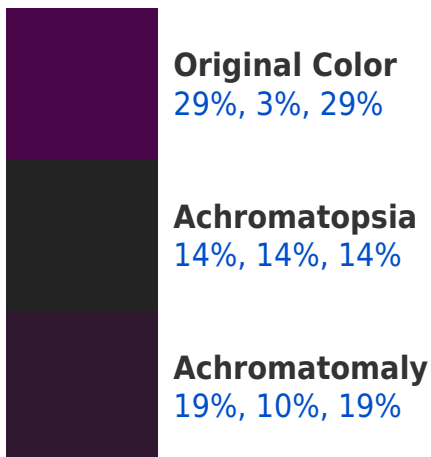 Original Color
29%, 3%, 29%
Achromatopsia
14%, 14%, 14%
Achromatomaly
19%, 10%, 19%